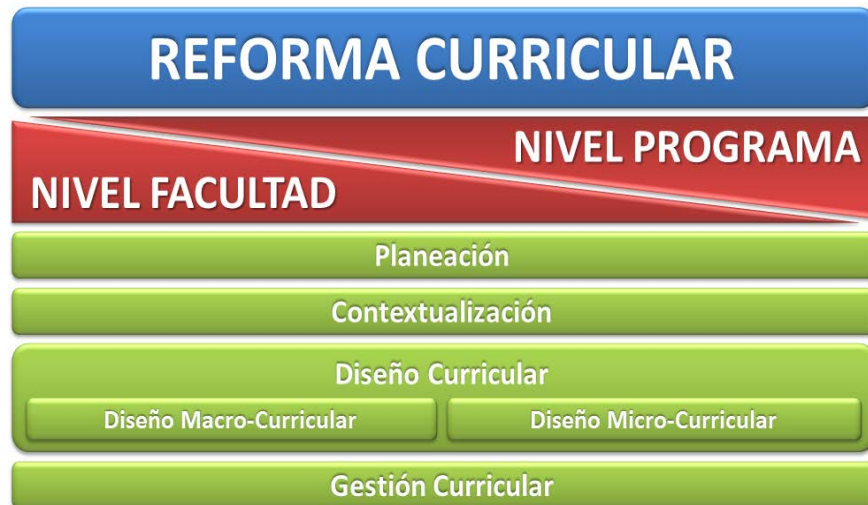 REFORMA CURRICULAR
NIVEL PROGRAMA
NIVEL FACULTAD
Planeación
Contextualización
Diseño Curricular
Diseño Macro-Curricular
Diseño Micro-Curricular
Gestión Curricular